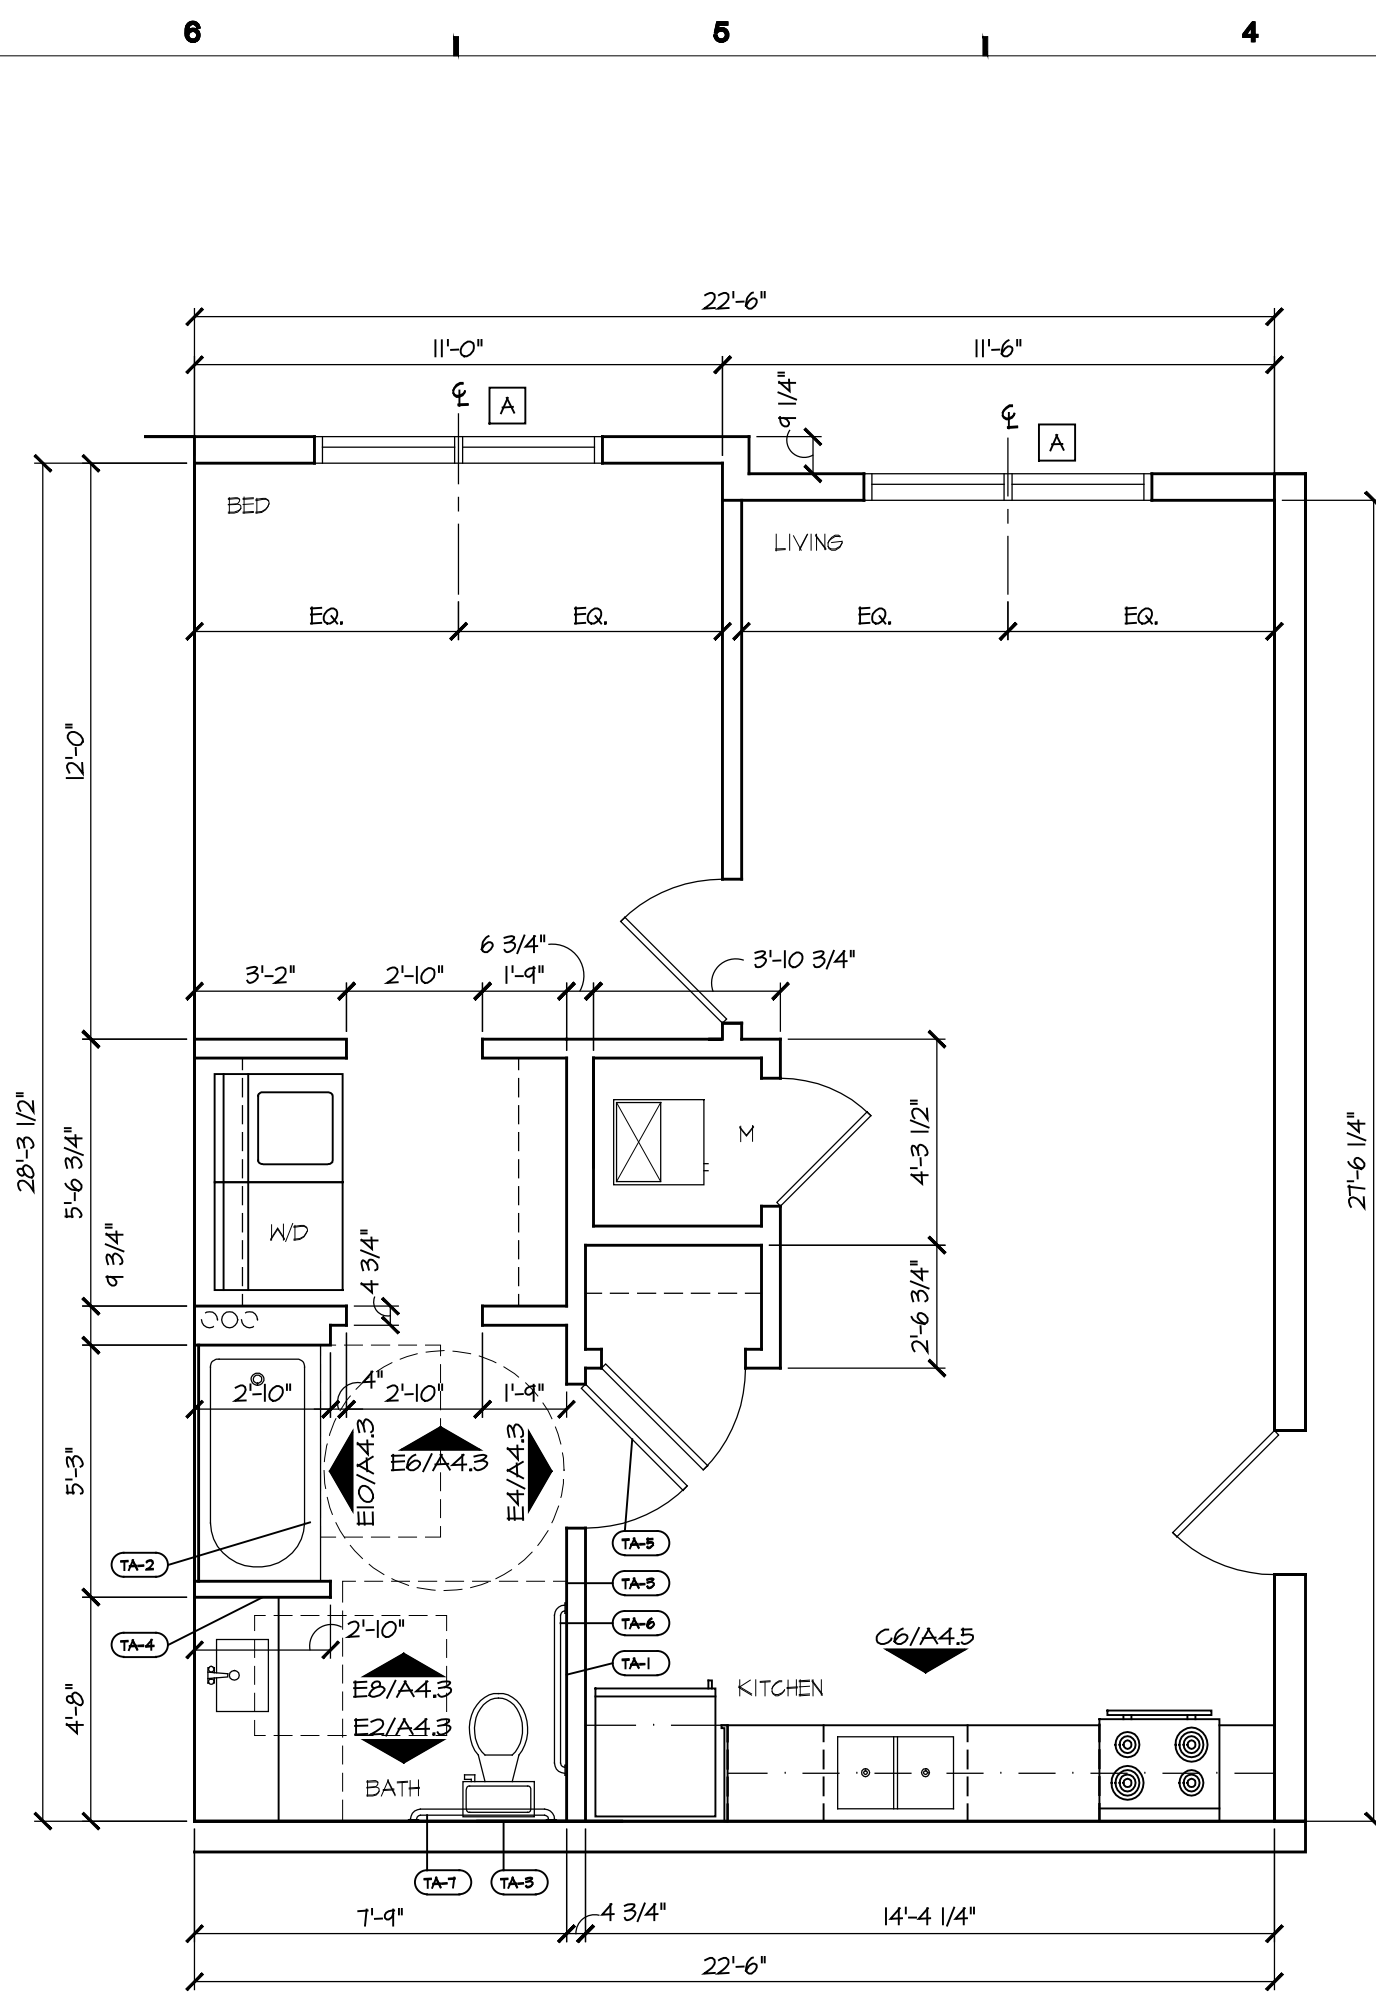 6 5 4
22'-6"
11'-0" 11'-6"
9 1/4"
℄ A
℄ A
BED
LIVING
EQ. EQ. EQ. EQ.
12'-0"
6 3/4"
3'-10 3/4"
3'-2" 2'-10" 1'-9"
28'-3 1/2"
5'-6 3/4"
4'-3 1/2"
27'-6 1/4"
M
W/D
9 3/4"
4 3/4"
2'-6 3/4"
4"
2'-10" 2'-10" 1'-9"
E10/A4.3
E6/A4.3
E4/A4.3
5'-3"
TA-5
TA-2
TA-3
TA-6
TA-4
2'-10"
TA-1
C6/A4.5
E8/A4.3
KITCHEN
4'-8"
E2/A4.3
BATH
TA-7 TA-3
7'-9" 4 3/4" 14'-4 1/4"
22'-6"